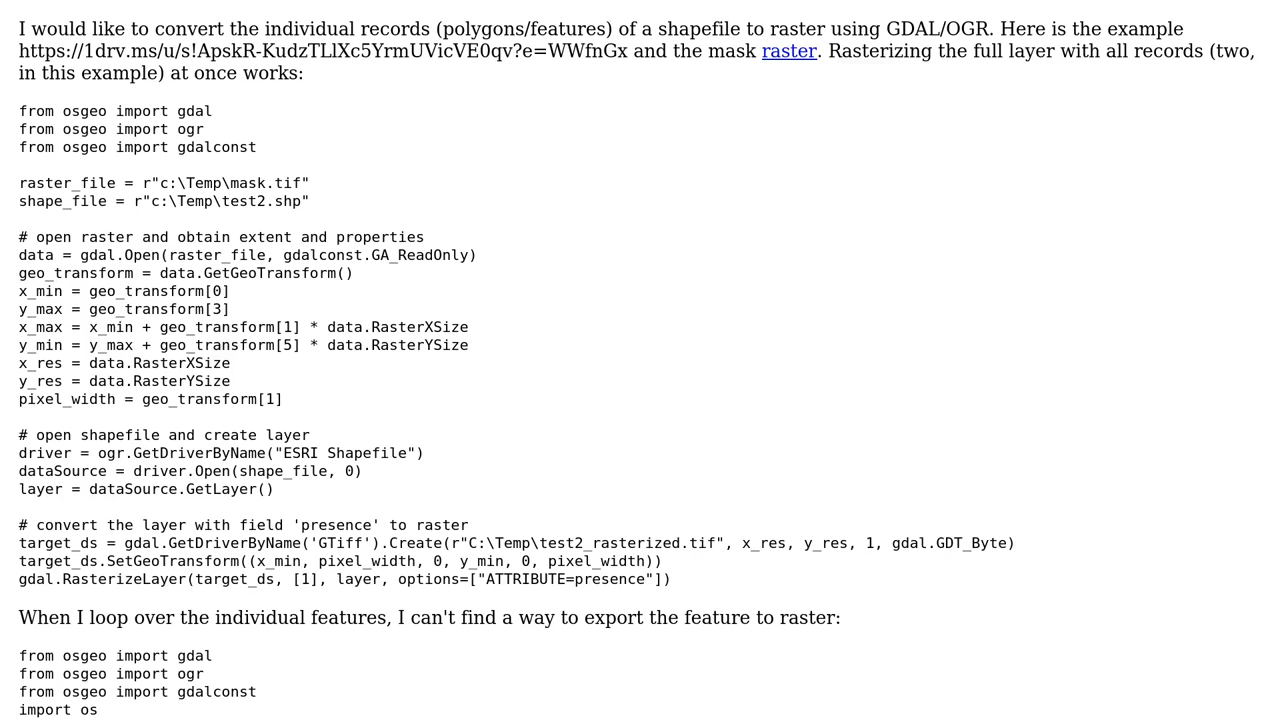 I would like to convert the individual records (polygons/features) of a shapefile to raster using GDAL/OGR. Here is the example
https://1drv.ms/u/s!ApskR-KudzTLlXc5YrmUVicVE0qv?e=WWfnGx and the mask raster. Rasterizing the full layer with all records (two,
in this example) at once works:
from osgeo import gdal
from osgeo import ogr
from osgeo import gdalconst
raster_file = r"c:\Temp\mask.tif"
shape_file = r"c:\Temp\test2.shp"
# open raster and obtain extent and properties
data = gdal.Open(raster_file, gdalconst.GA_ReadOnly)
geo_transform = data.GetGeoTransform()
x_min = geo_transform[0]
y_max = geo_transform[3]
x_max = x_min + geo_transform[1] * data.RasterXSize
y_min = y_max + geo_transform[5] * data.RasterYSize
x_res = data.RasterXSize
y_res = data.RasterYSize
pixel_width = geo_transform[1]
# open shapefile and create layer
driver = ogr.GetDriverByName("ESRI Shapefile")
dataSource = driver.Open(shape_file, 0)
layer = dataSource.GetLayer()
# convert the layer with field 'presence' to raster
target_ds = gdal.GetDriverByName('GTiff').Create(r"C:\Temp\test2_rasterized.tif", x_res, y_res, 1, gdal.GDT_Byte)
target_ds.SetGeoTransform((x_min, pixel_width, 0, y_min, 0, pixel_width))
gdal.RasterizeLayer(target_ds, [1], layer, options=["ATTRIBUTE=presence"])
When I loop over the individual features, I can't find a way to export the feature to raster:
from osgeo import gdal
from osgeo import ogr
from osgeo import gdalconst
import os